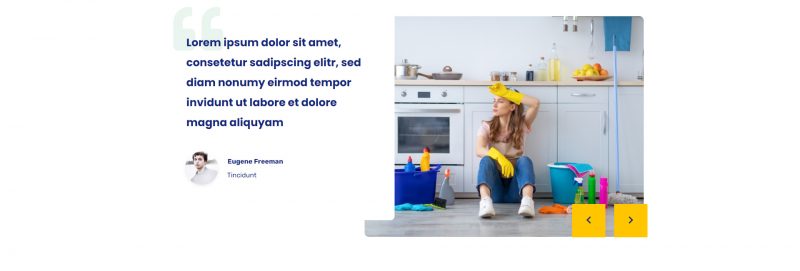 Lorem ipsum dolor sit amet,
consetetur sadipscing elitr, sed
diam nonumy eirmod tempor
invidunt ut labore et dolore
magna aliquyam
Eugene Freeman
Tincidunt